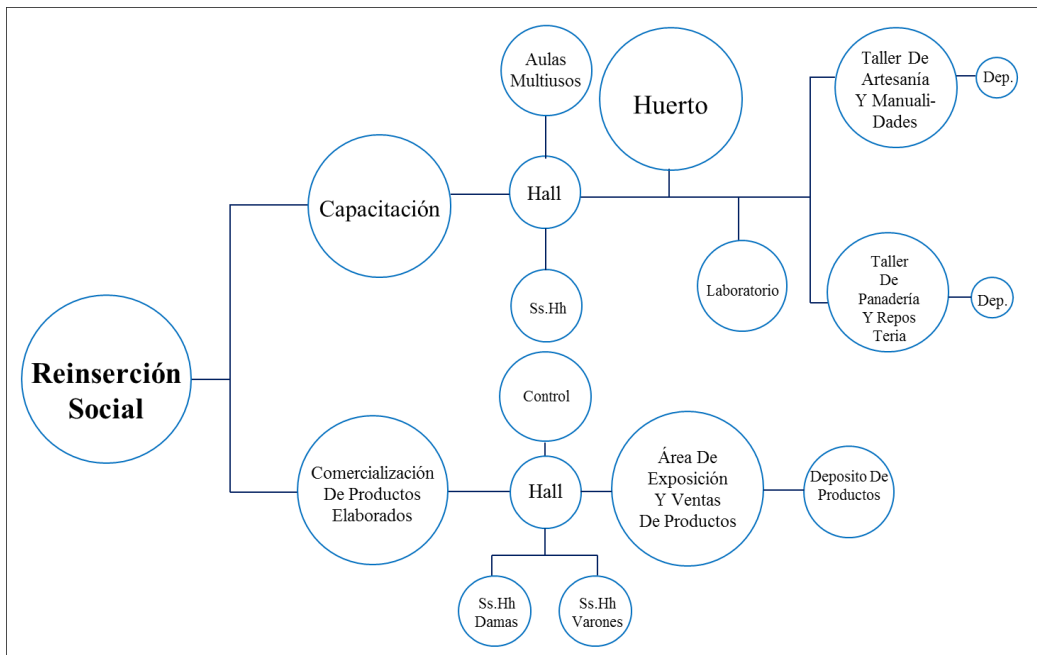 Aulas
Multiusos
Huerto
Taller De
Artesanía
Y Manuali-
Dades
Dep.
Capacitación
Hall
Ss.Hh
Laboratorio
Taller
De
Panadería
Y Repos
Teria
Dep.
Reinserción
Social
Control
Comercialización
De Productos
Elaborados
Hall
Área De
Exposición
Y Ventas
De Productos
Deposito De
Productos
Ss.Hh
Damas
Ss.Hh
Varones